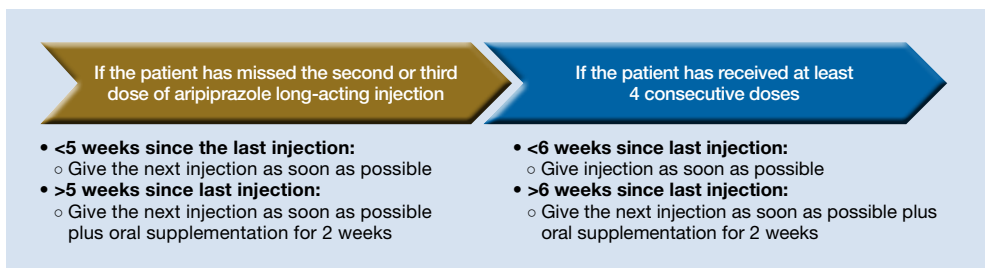 If the patient has missed the second or third
dose of aripiprazole long-acting injection
If the patient has received at least
4 consecutive doses
• <5 weeks since the last injection:
○ Give the next injection as soon as possible
• >5 weeks since last injection:
○ Give the next injection as soon as possible
plus oral supplementation for 2 weeks
• <6 weeks since last injection:
○ Give injection as soon as possible
• >6 weeks since last injection:
○ Give the next injection as soon as possible plus
oral supplementation for 2 weeks